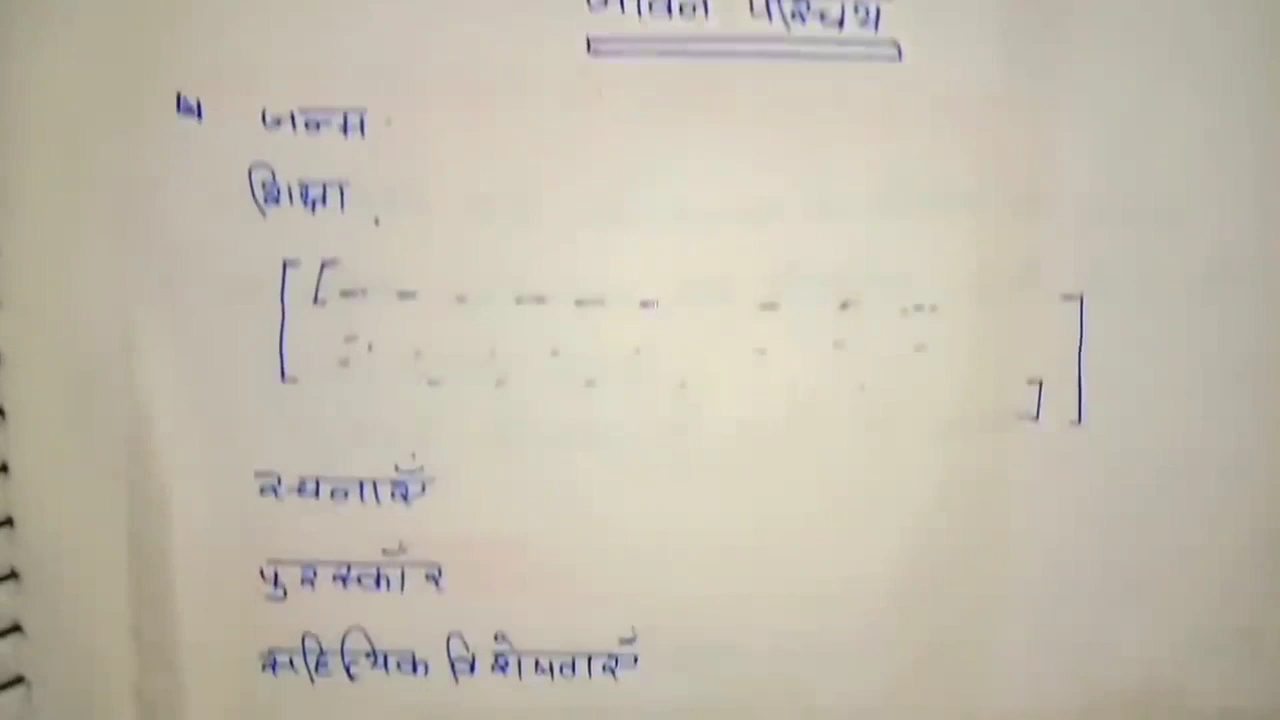 जीवन परिचय
जन्म
शिक्षा
रचनाएँ
पुरस्काँर
साहित्यिक विशेषताएँ